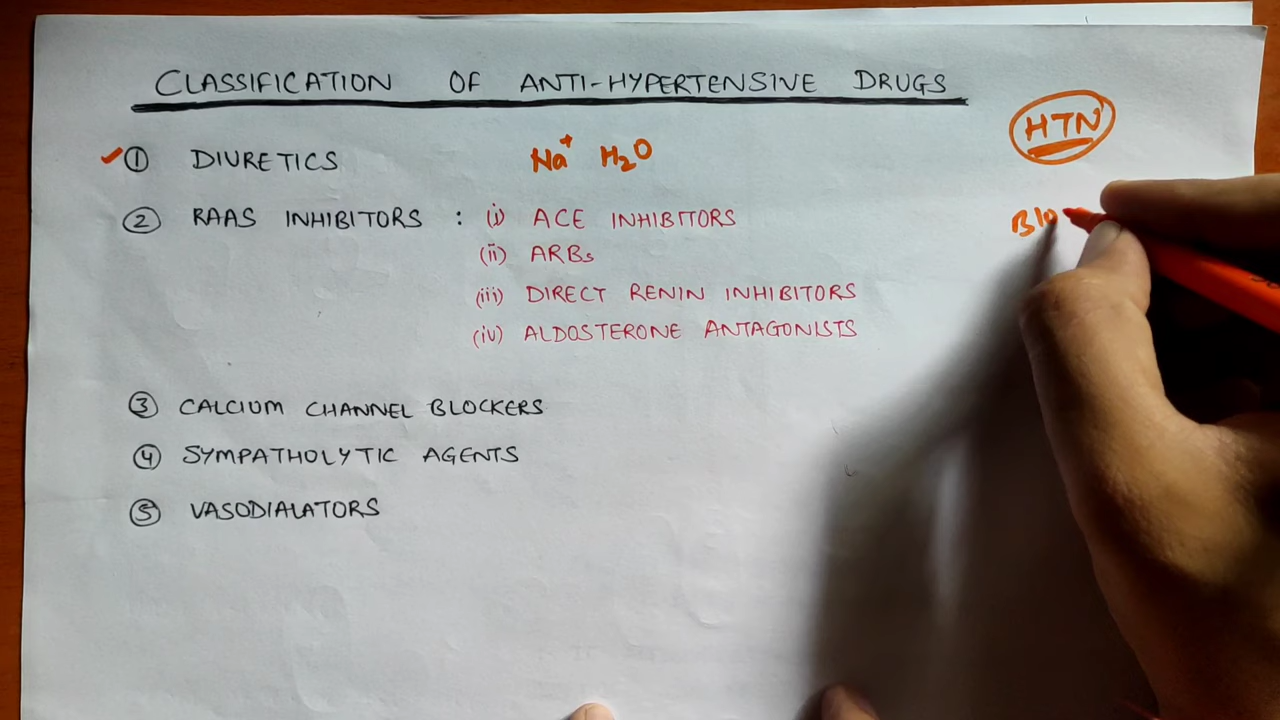 CLASSIFICATION OF ANTI-HYPERTENSIVE DRUGS
HTN
① DIURETICS Na⁺ H₂O
② RAAS INHIBITORS : (i) ACE INHIBITORS
Blo
(ii) ARBs
(iii) DIRECT RENIN INHIBITORS
(iv) ALDOSTERONE ANTAGONISTS
③ CALCIUM CHANNEL BLOCKERS
④ SYMPATHOLYTIC AGENTS
⑤ VASODIALATORS